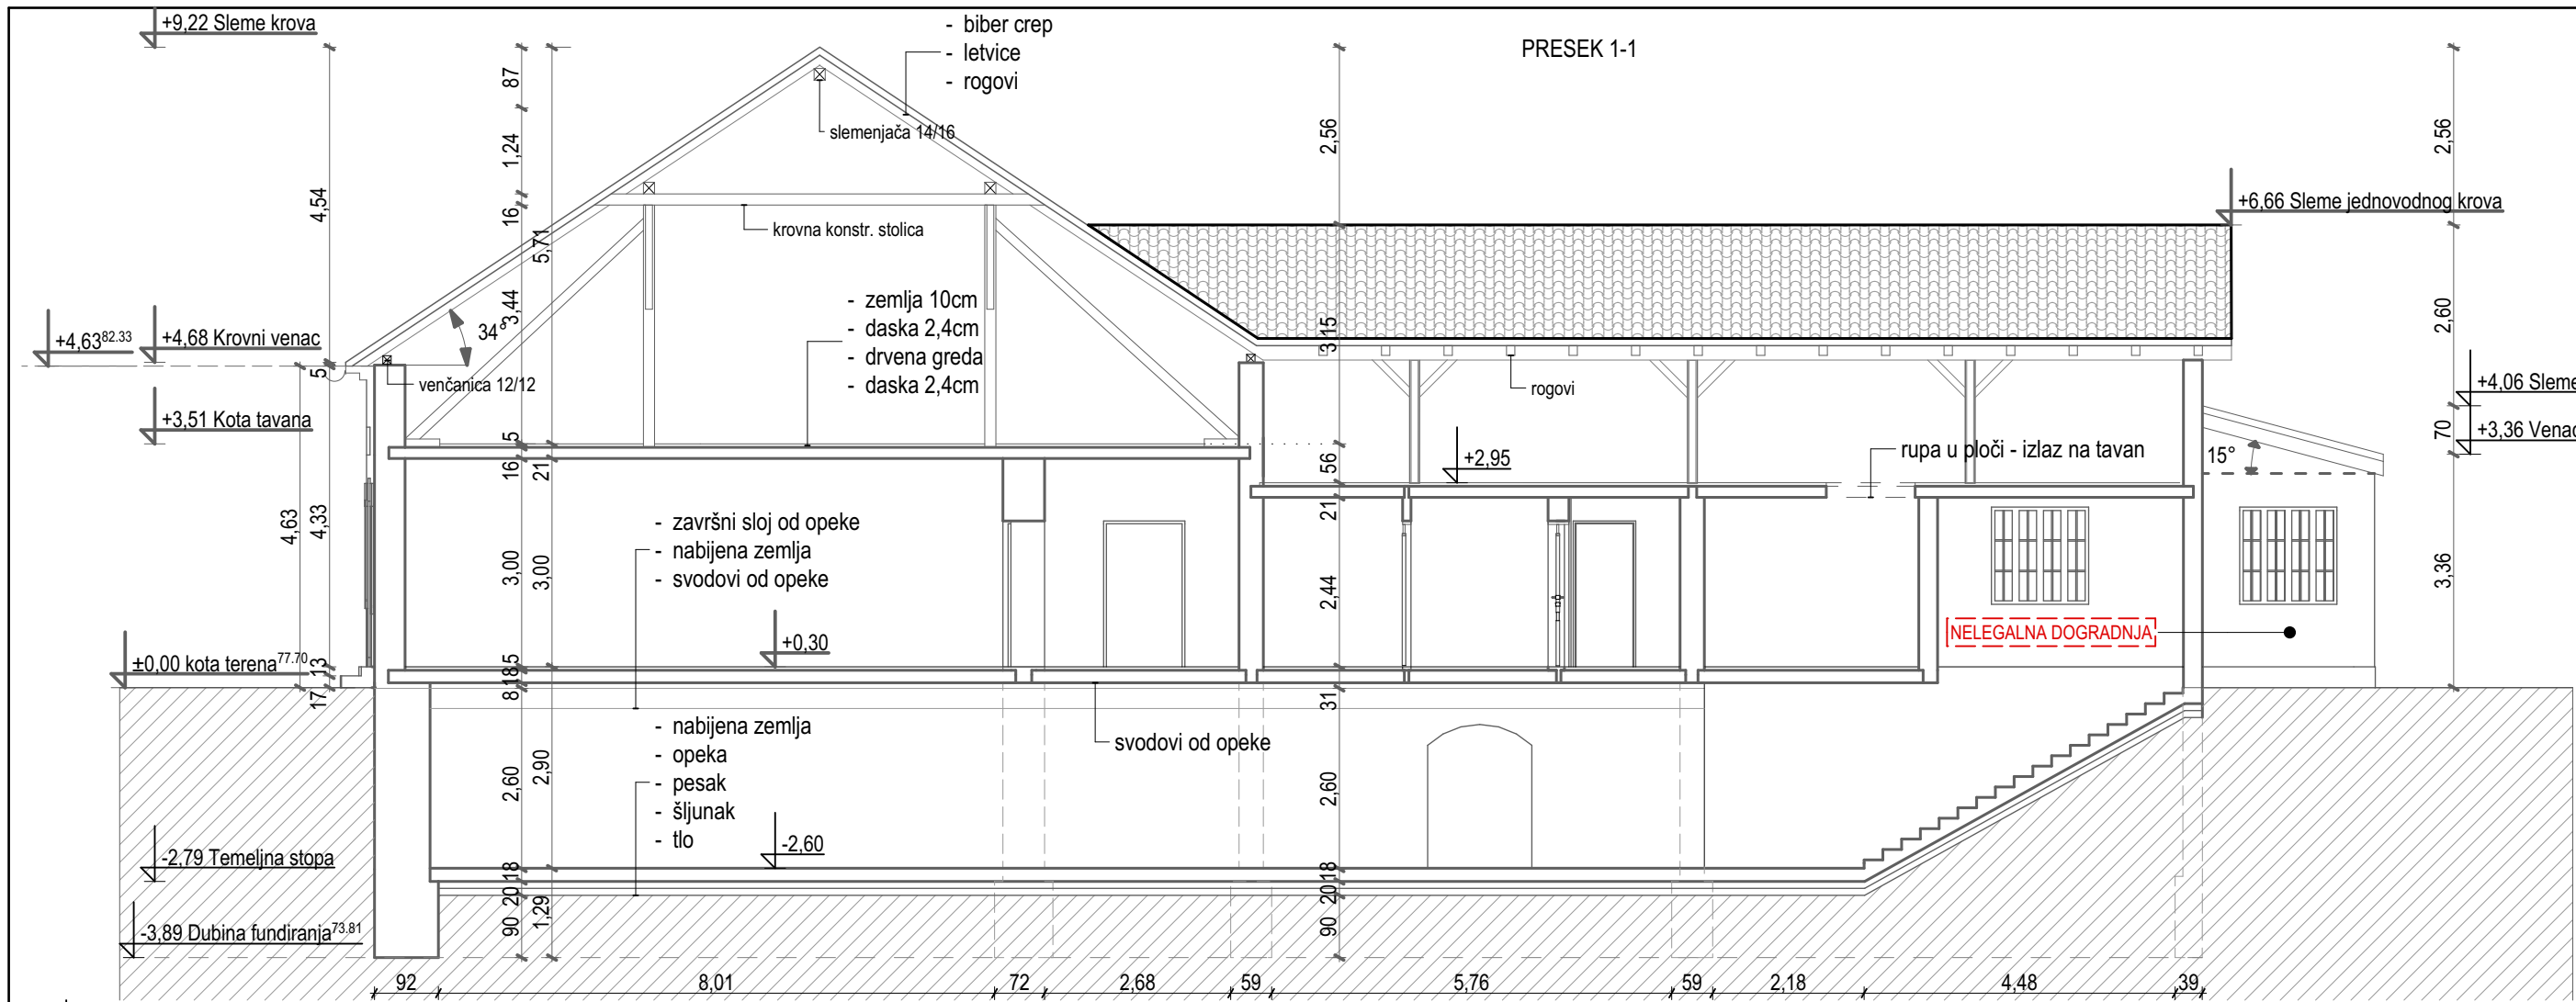 +9,22 Sleme krova
- biber crep
- letvice
- rogovi
PRESEK 1-1
slemenjača 14/16
krovna konstr. stolica
+6,66 Sleme jednovodnog krova
- zemlja 10cm
- daska 2,4cm
- drvena greda
- daska 2,4cm
34°
+4,63 82.33
+4,68 Krovni venac
venčanica 12/12
rogovi
+4,06 Sleme
+3,51 Kota tavana
+3,36 Venac
+2,95
rupa u ploči - izlaz na tavan
15°
- završni sloj od opeke
- nabijena zemlja
- svodovi od opeke
NELEGALNA DOGRADNJA
+0,30
±0,00 kota terena 77.70
- nabijena zemlja
- opeka
- pesak
- šljunak
- tlo
svodovi od opeke
-2,60
-2,79 Temeljna stopa
-3,89 Dubina fundiranja 73.81
4,63
4,54
5
4,33
13
17
87
1,24
16
3,44
5
16
3,00
5
18
8
2,60
18
20
90
5,71
21
3,00
2,90
1,29
2,56
3,15
56
21
2,44
31
2,60
18
20
90
2,56
2,60
70
3,36
92 8,01 72 2,68 59 5,76 59 2,18 4,48 39